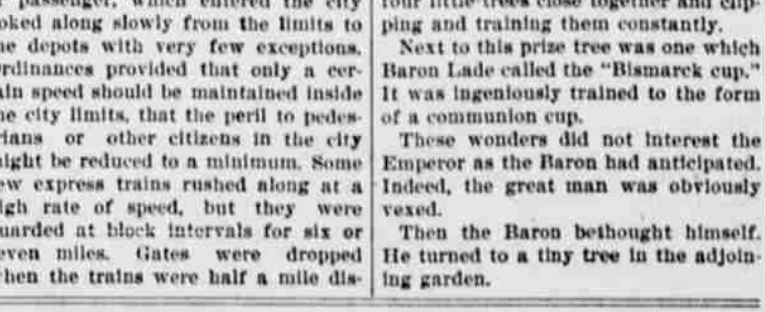 passenger, which entered the city
oked along slowly from the limits to
he depots with very few exceptions.
rdinances provided that only a cer-
ain speed should be maintained inside
he city limits, that the peril to pedes-
rians or other citizens in the city
ight be reduced to a minimum. Some
ew express trains rushed along at a
igh rate of speed, but they were
uarded at block intervals for six or
even miles. Gates were dropped
hen the trains were half a mile dis-
four little trees close together and clip-
ping and training them constantly.
Next to this prize tree was one which
Baron Lade called the "Bismarck cup."
It was ingeniously trained to the form
of a communion cup.
These wonders did not interest the
Emperor as the Baron had anticipated.
Indeed, the great man was obviously
vexed.
Then the Baron bethought himself.
He turned to a tiny tree in the adjoin-
ing garden.